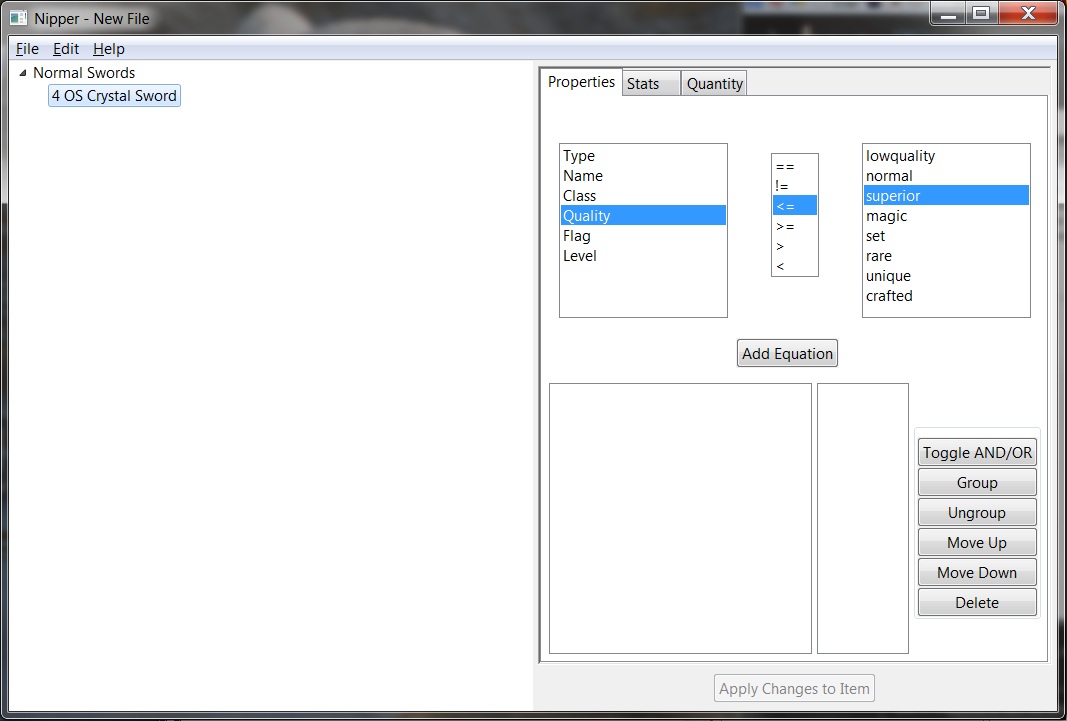 Nipper - New File
File Edit Help
Normal Swords
4 OS Crystal Sword
Properties Stats Quantity
Type
Name
Class
Quality
Flag
Level
==
!=
<=
>=
>
<
lowquality
normal
superior
magic
set
rare
unique
crafted
Add Equation
Toggle AND/OR
Group
Ungroup
Move Up
Move Down
Delete
Apply Changes to Item